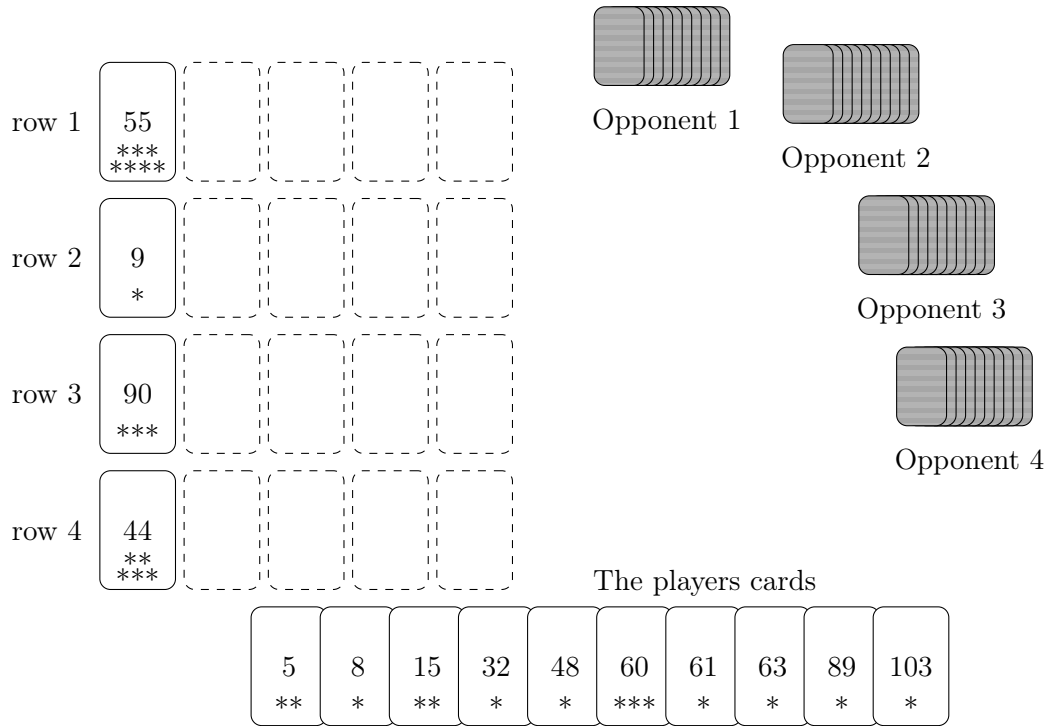 Opponent 1
Opponent 2
Opponent 3
Opponent 4
row 1
55
***
****
row 2
9
*
row 3
90
***
row 4
44
**
***
The players cards
5 8 15 32 48 60 61 63 89 103
** * ** * * *** * * * *